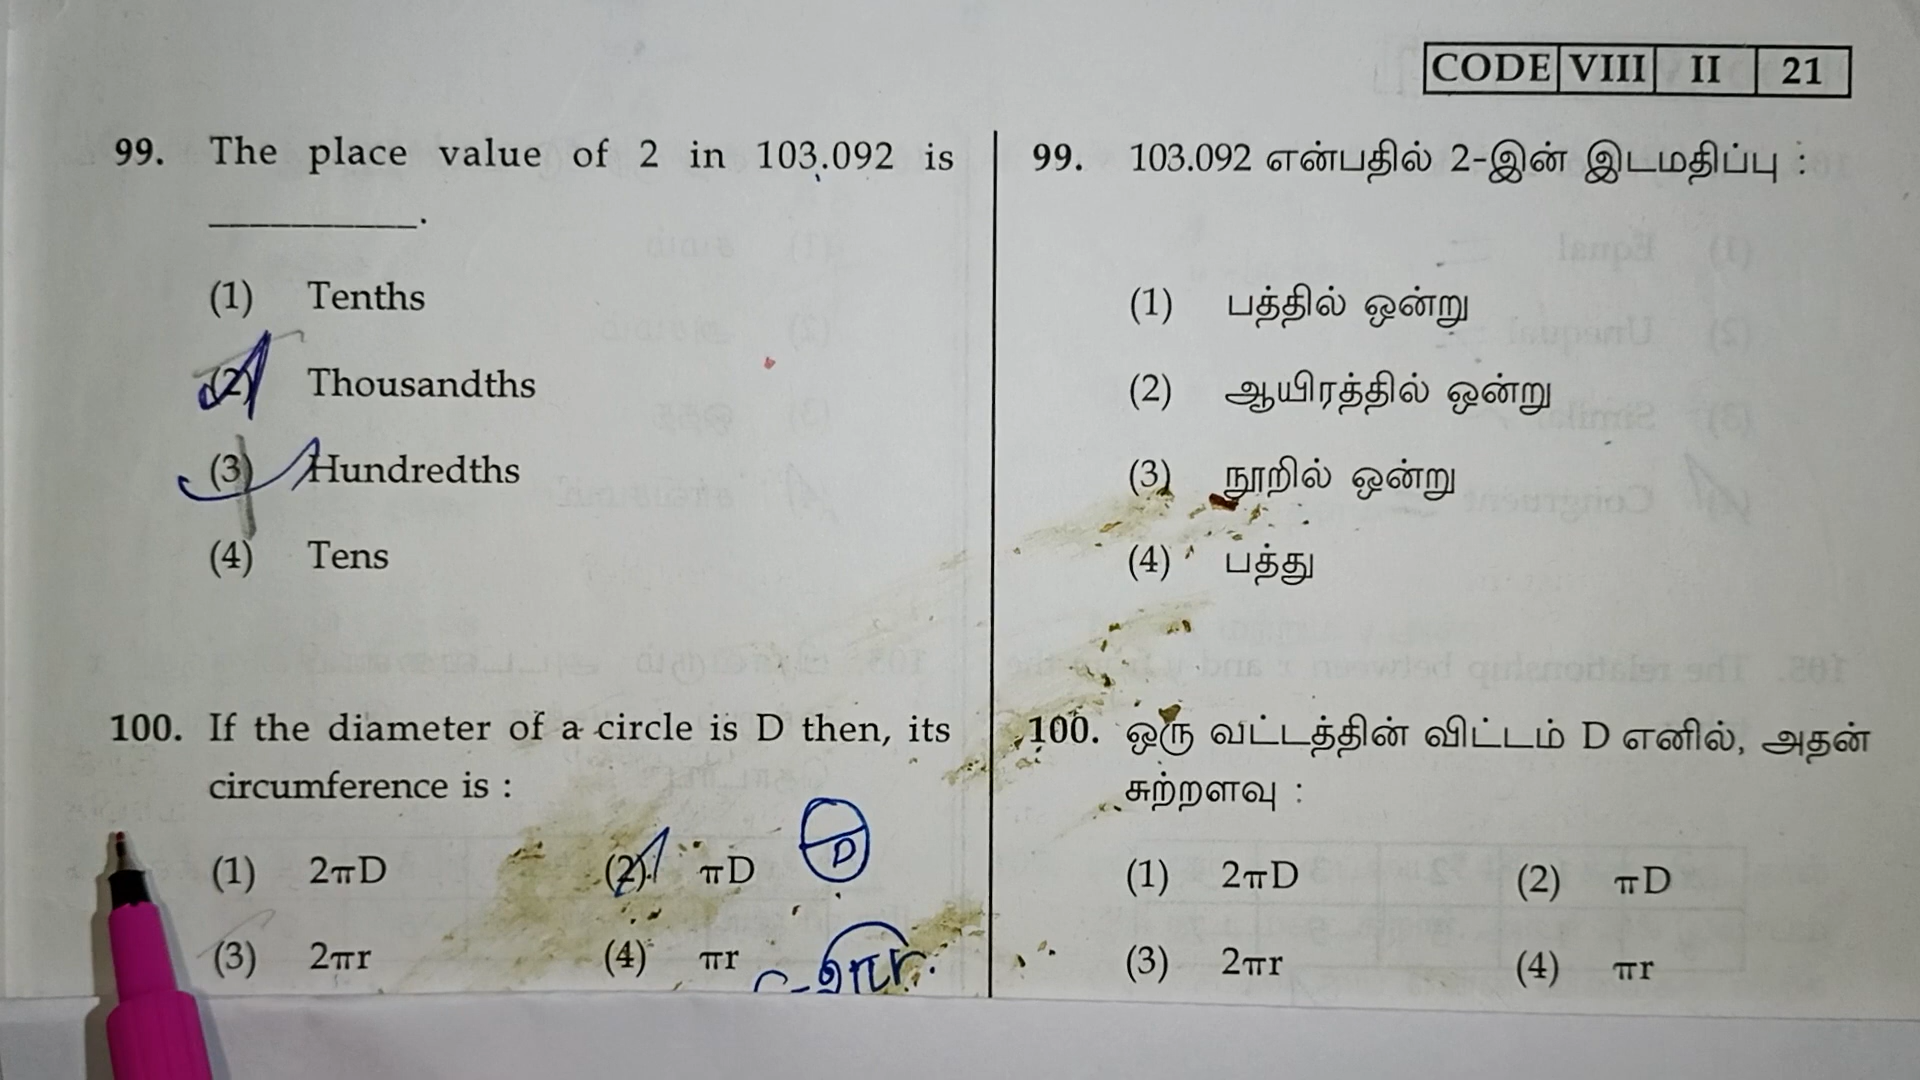 CODE VIII II 21
99. The place value of 2 in 103.092 is
__________.
(1) Tenths
(2) Thousandths
(3) Hundredths
(4) Tens
100. If the diameter of a circle is D then, its
circumference is :
(1) 2πD (2) πD
D
(3) 2πr (4) πr
99. 103.092 என்பதில் 2-இன் இடமதிப்பு :
(1) பத்தில் ஒன்று
(2) ஆயிரத்தில் ஒன்று
(3) நூறில் ஒன்று
(4) பத்து
100. ஒரு வட்டத்தின் விட்டம் D எனில், அதன்
சுற்றளவு :
(1) 2πD (2) πD
(3) 2πr (4) πr